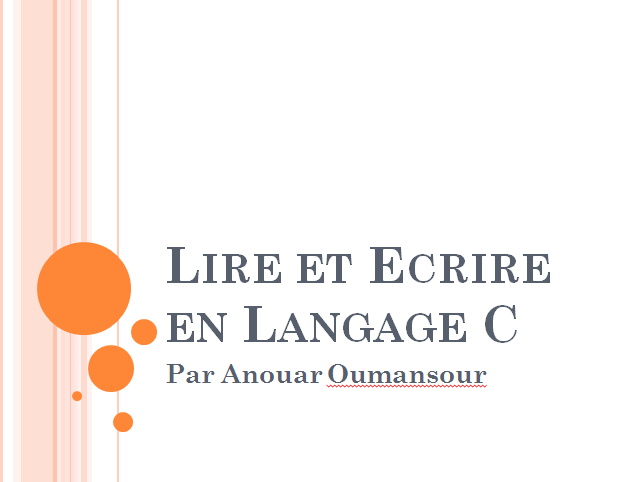 Lire et Ecrire
en Langage C
Par Anouar Oumansour